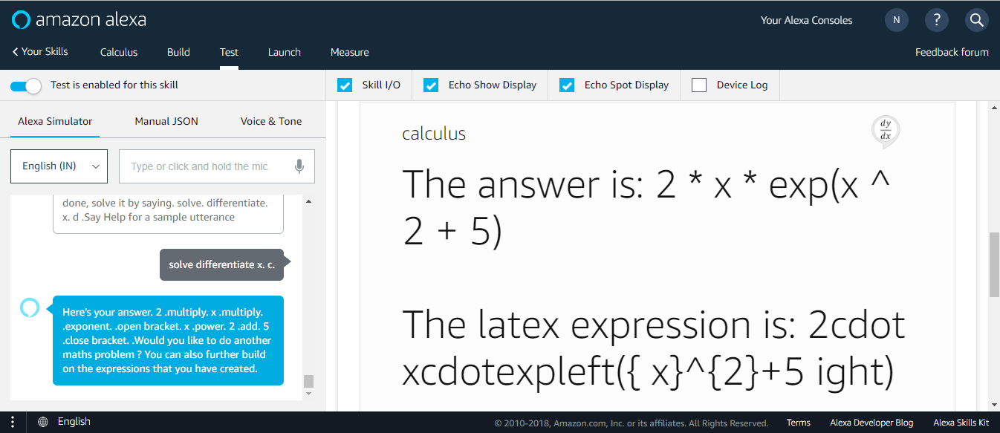 amazon alexa
Your Alexa Consoles
N
?
Your Skills
Calculus
Build
Test
Launch
Measure
Feedback forum
Test is enabled for this skill
Skill I/O
Echo Show Display
Echo Spot Display
Device Log
Alexa Simulator
Manual JSON
Voice & Tone
English (IN)
Type or click and hold the mic
done, solve it by saying. solve. differentiate.
x. d .Say Help for a sample utterance
solve differentiate x. c.
Here's your answer. 2 .multiply. x .multiply.
.exponent. .open bracket. x .power. 2 .add. 5
.close bracket. .Would you like to do another
maths problem ? You can also further build
on the expressions that you have created.
calculus
dy
dx
The answer is: 2 * x * exp(x ^
2 + 5)
The latex expression is: 2cdot
xcdotexpleft({ x}^{2}+5 ight)
English
© 2010-2018, Amazon.com, Inc. or its affiliates. All Rights Reserved.
Terms
Alexa Developer Blog
Alexa Skills Kit